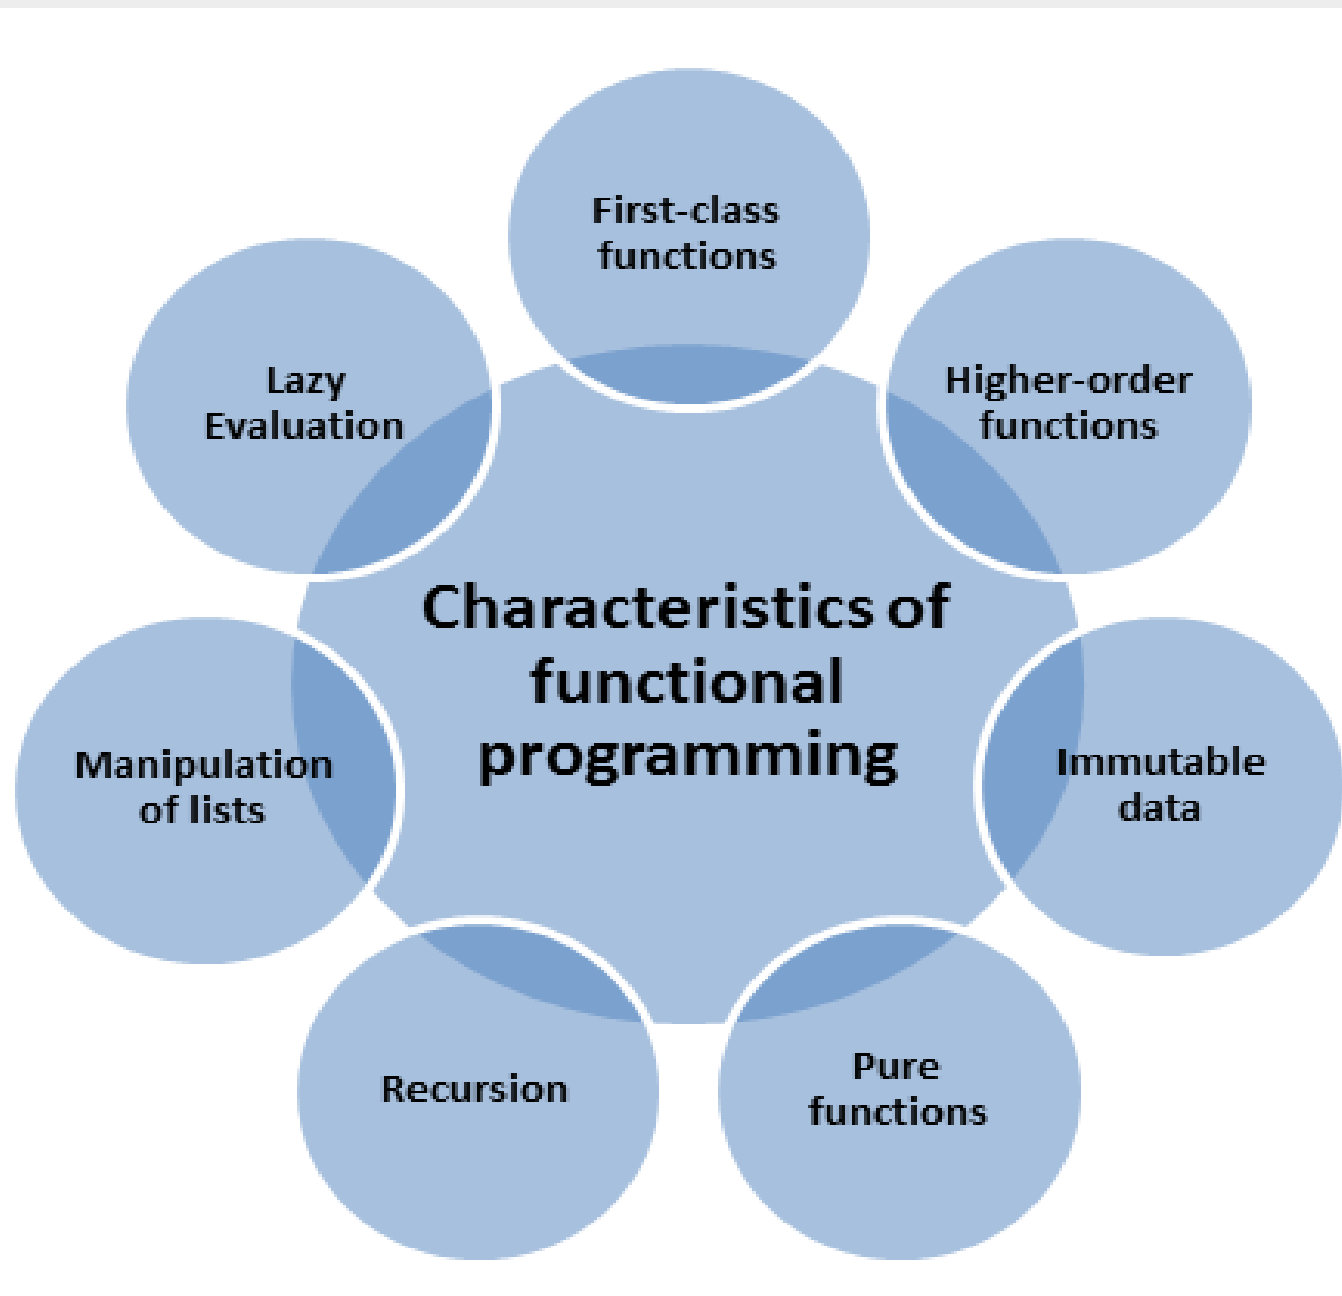 First-class
functions
Higher-order
functions
Lazy
Evaluation
Characteristics of
functional
programming
Immutable
data
Manipulation
of lists
Pure
functions
Recursion